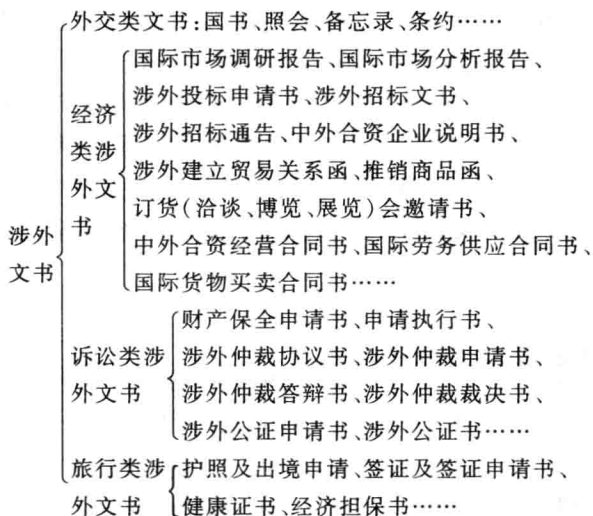 外交类文书:国书、照会、备忘录、条约……
国际市场调研报告、国际市场分析报告、
涉外投标申请书、涉外招标文书、
经济
类涉
外文
书
涉外招标通告、中外合资企业说明书、
涉外建立贸易关系函、推销商品函、
订货(洽谈、博览、展览)会邀请书、
中外合资经营合同书、国际劳务供应合同书、
国际货物买卖合同书……
涉外
文书
财产保全申请书、申请执行书、
诉讼类涉
外文书
涉外仲裁协议书、涉外仲裁申请书、
涉外仲裁答辩书、涉外仲裁裁决书、
涉外公证申请书、涉外公证书……
旅行类涉
外文书
护照及出境申请、签证及签证申请书、
健康证书、经济担保书……